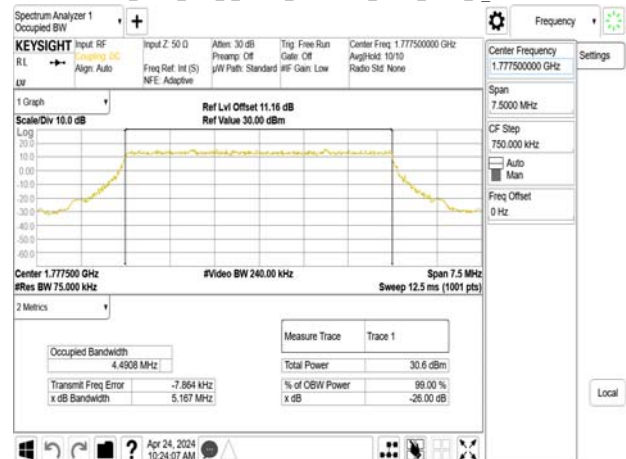 Spectrum Analyzer 1
Occupied BW
Frequency
KEYSIGHT
RL
Input: RF
Coupling: DC
Align: Auto
Input Z: 50 Ω
Freq Ref: Int (S)
NFE: Adaptive
Atten: 30 dB
Preamp: Off
µW Path: Standard
Trig: Free Run
Gate: Off
#IF Gain: Low
Center Freq: 1.777500000 GHz
Avg|Hold: 10/10
Radio Std: None
Center Frequency
1.777500000 GHz
Settings
Span
7.5000 MHz
CF Step
750.000 kHz
Auto
Man
Freq Offset
0 Hz
Local
1 Graph
Scale/Div 10.0 dB
Ref Lvl Offset 11.16 dB
Ref Value 30.00 dBm
Log
20.0
10.0
0.00
-10.0
-20.0
-30.0
-40.0
-50.0
-60.0
Center 1.777500 GHz
#Video BW 240.00 kHz
Span 7.5 MHz
#Res BW 75.000 kHz
Sweep 12.5 ms (1001 pts)
2 Metrics
Measure Trace
Trace 1
Occupied Bandwidth
4.4908 MHz
Total Power
30.6 dBm
Transmit Freq Error
-7.864 kHz
% of OBW Power
99.00 %
x dB Bandwidth
5.167 MHz
x dB
-26.00 dB
?
Apr 24, 2024
10:24:07 AM